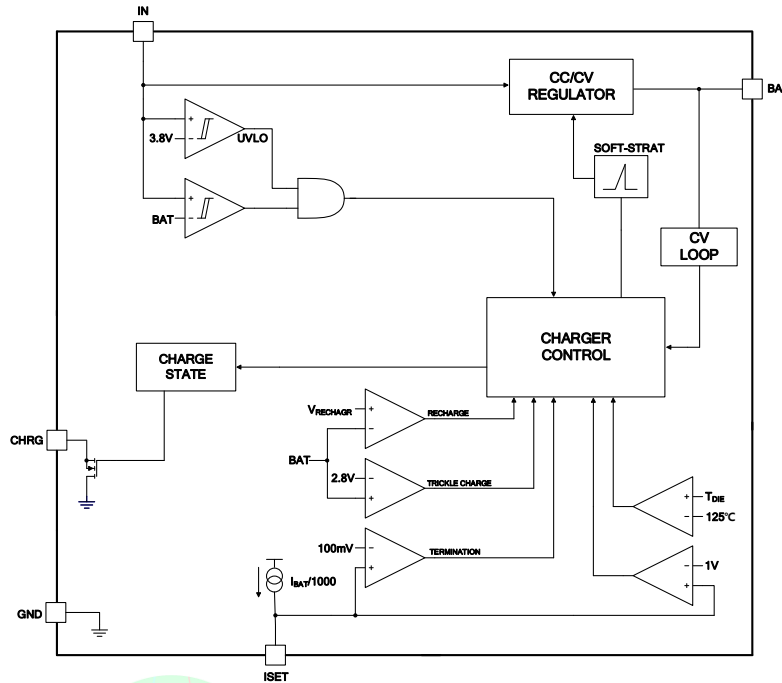 IN
CC/CV
REGULATOR
BA
3.8V
UVLO
SOFT-STRAT
BAT
CV
LOOP
CHARGER
CONTROL
CHARGE
STATE
VRECHAGR
RECHARGE
CHRG
BAT
2.8V
TRICKLE CHARGE
TDIE
125℃
100mV
TERMINATION
1V
IBAT/1000
GND
ISET